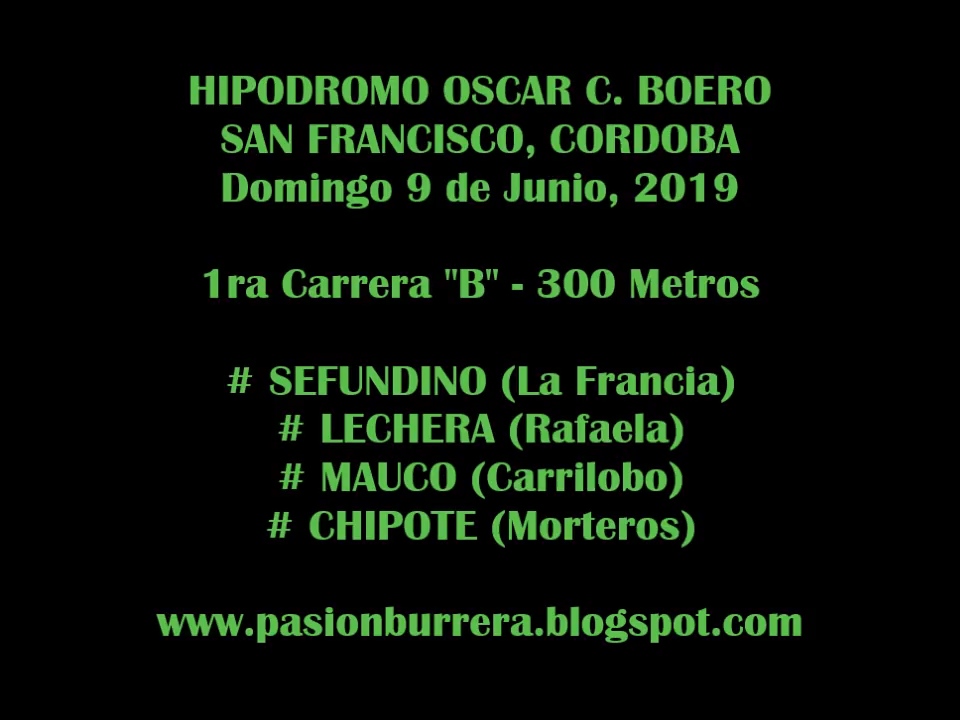 HIPODROMO OSCAR C. BOERO
SAN FRANCISCO, CORDOBA
Domingo 9 de Junio, 2019
1ra Carrera "B" - 300 Metros
# SEFUNDINO (La Francia)
# LECHERA (Rafaela)
# MAUCO (Carrilobo)
# CHIPOTE (Morteros)
www.pasionburrera.blogspot.com